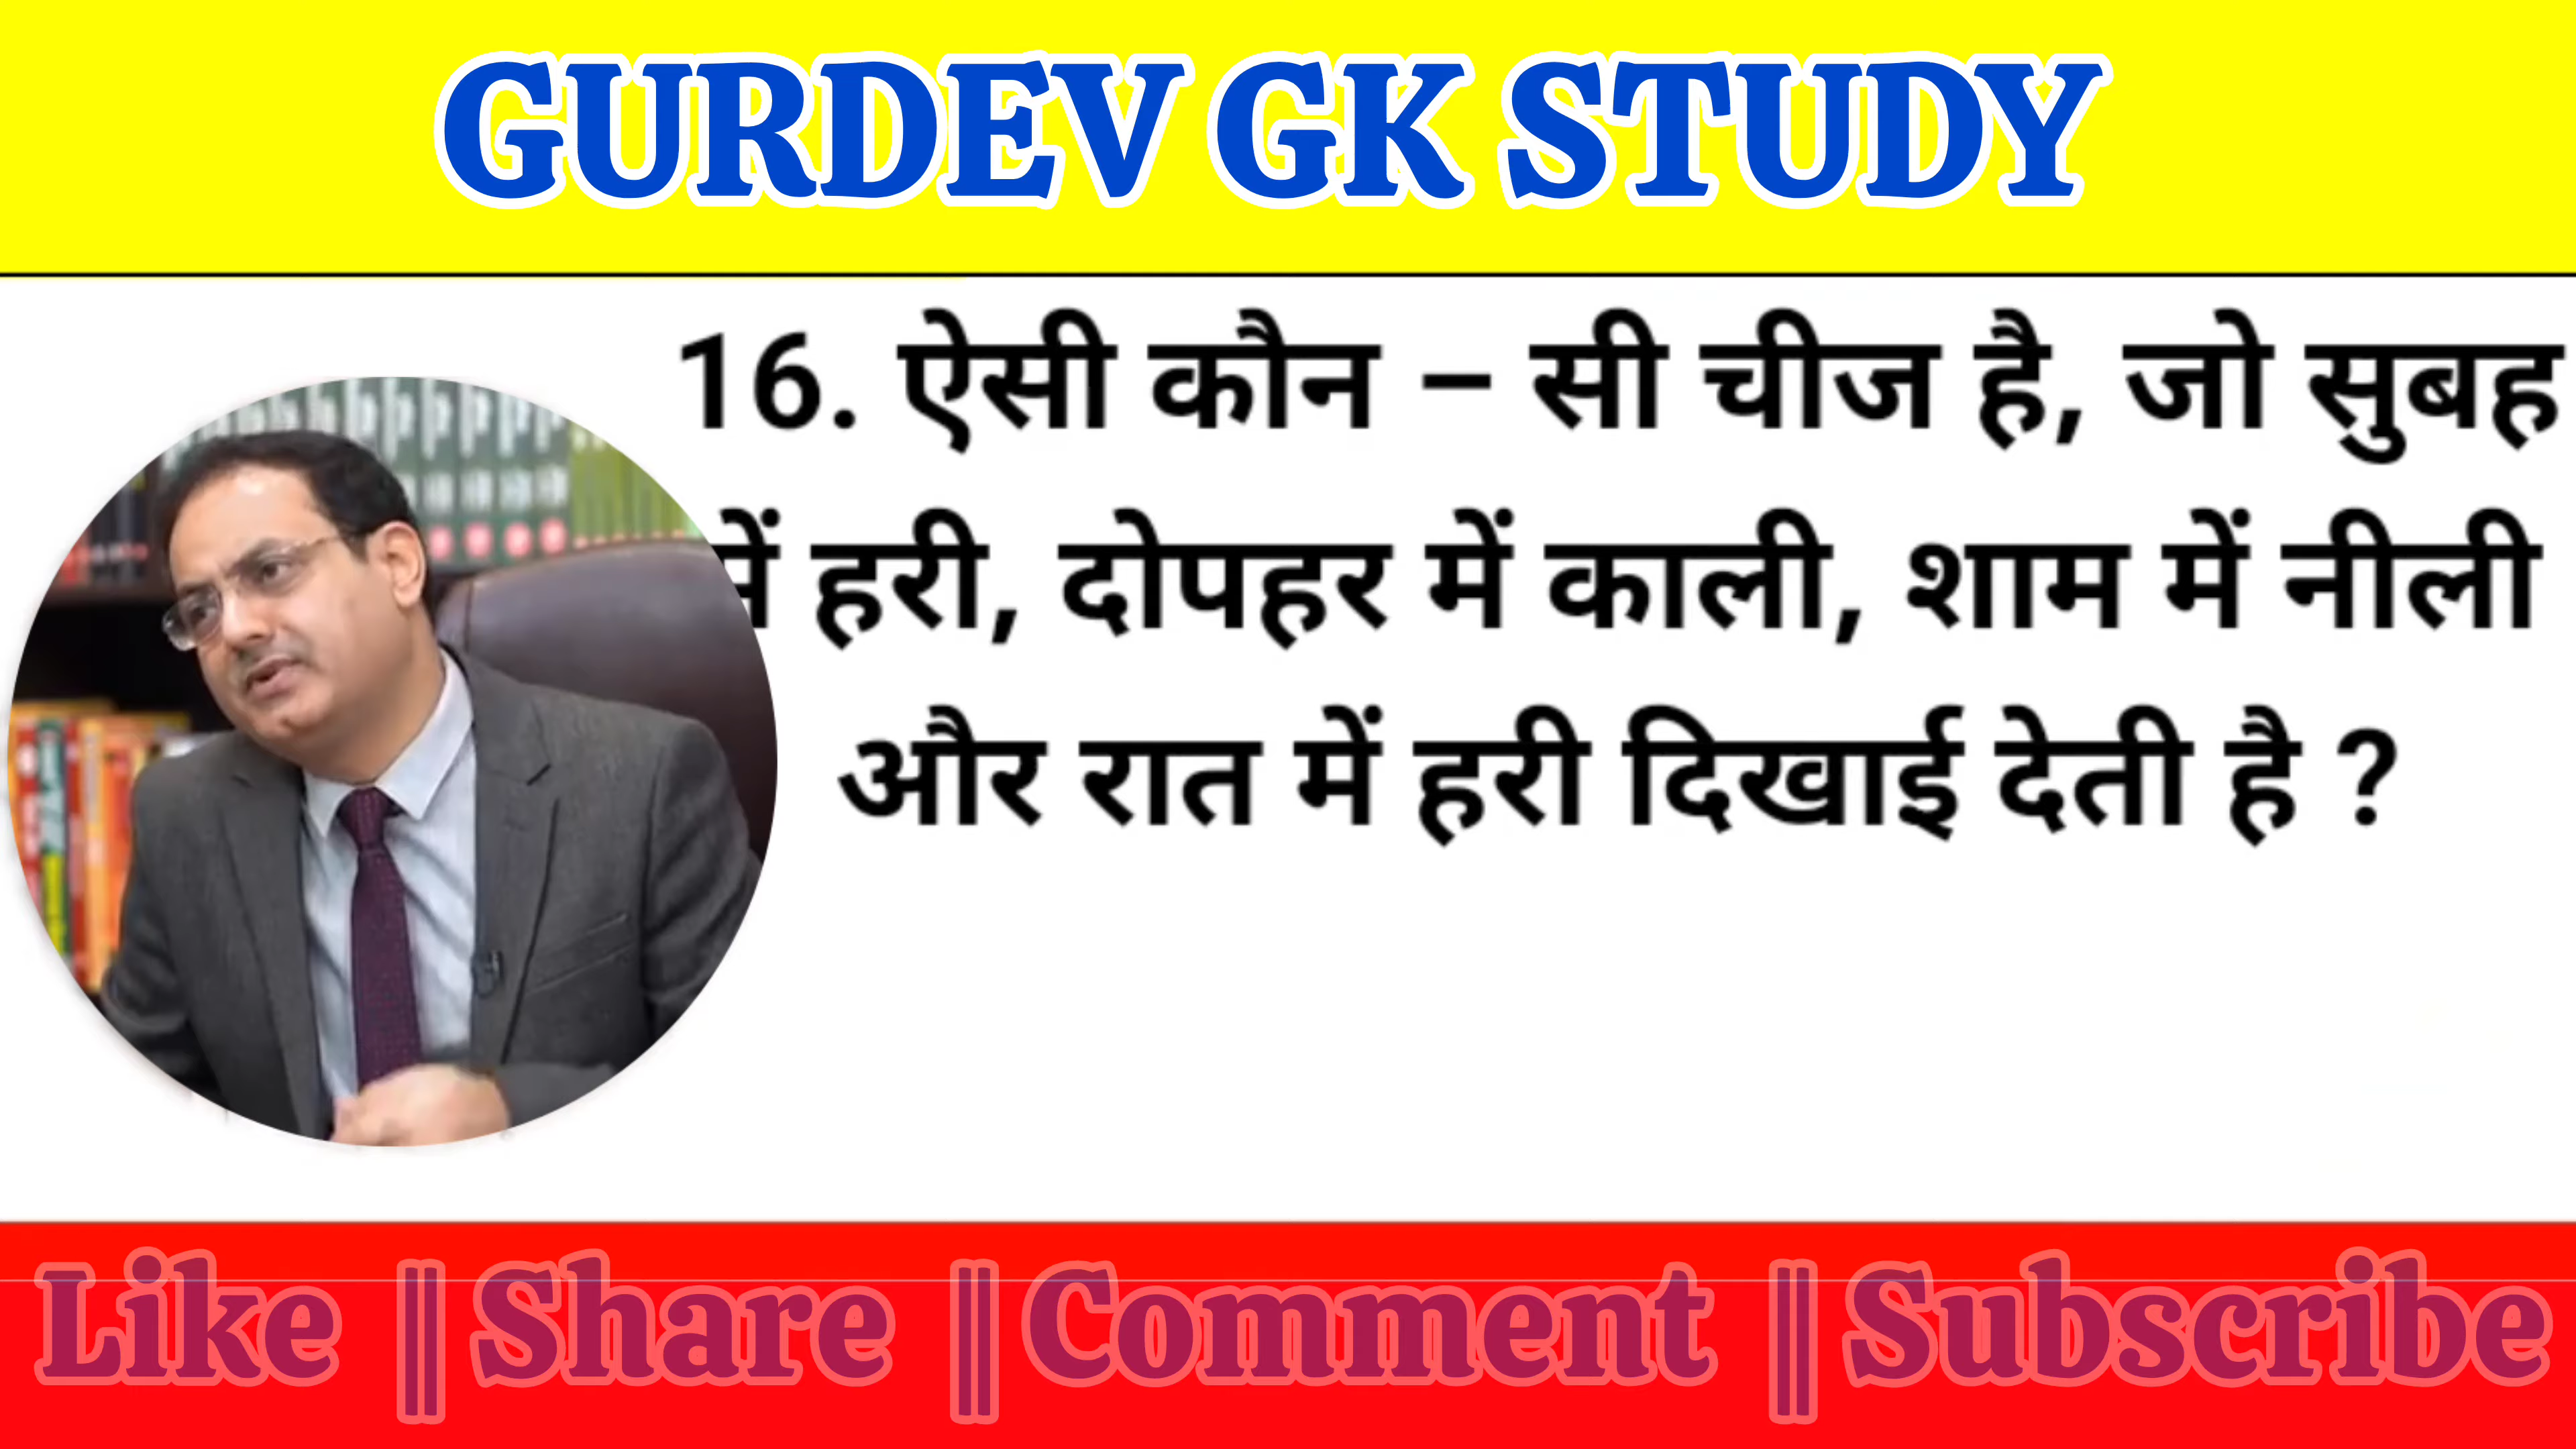 GURDEV GK STUDY
16. ऐसी कौन – सी चीज है, जो सुबह
में हरी, दोपहर में काली, शाम में नीली
और रात में हरी दिखाई देती है ?
Like || Share || Comment || Subscribe